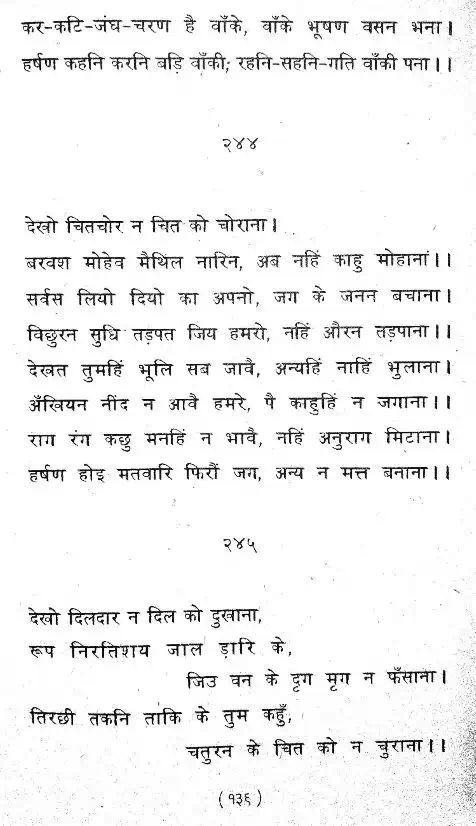 कर-कटि-जंघ-चरण है वाँके, वाँके भूषण वसन भना।
हर्षण कहनि करनि बड़ि वाँकी; रहनि-सहनि-गति वाँकी पना।।
२४४
देखो चितचोर न चित को चोराना।
बरवश मोहेव मैथिल नारिन, अब नहिं काहु मोहानां।।
सर्वस लियो दियो का अपनो, जग के जनन बचाना।
विछुरन सुधि तड़पत जिय हमरो, नहिं औरन तड़पाना।।
देखत तुमहिं भूलि सब जावै, अन्यहिं नाहिं भुलाना।
अँखियन नींद न आवै हमरे, पै काहुहिं न जगाना।।
राग रंग कछु मनहिं न भावै, नहिं अनुराग मिटाना।
हर्षण होइ मतवारि फिरौं जग, अन्य न मत्त बनाना।।
२४५
देखो दिलदार न दिल को दुखाना,
रूप निरतिशय जाल ड़ारि के,
जिउ वन के दृग मृग न फँसाना।
तिरछी तकनि ताकि के तुम कहुँ,
चतुरन के चित को न चुराना।।
(१३६)